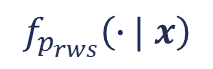 f_{p_{rws}}(· | x)